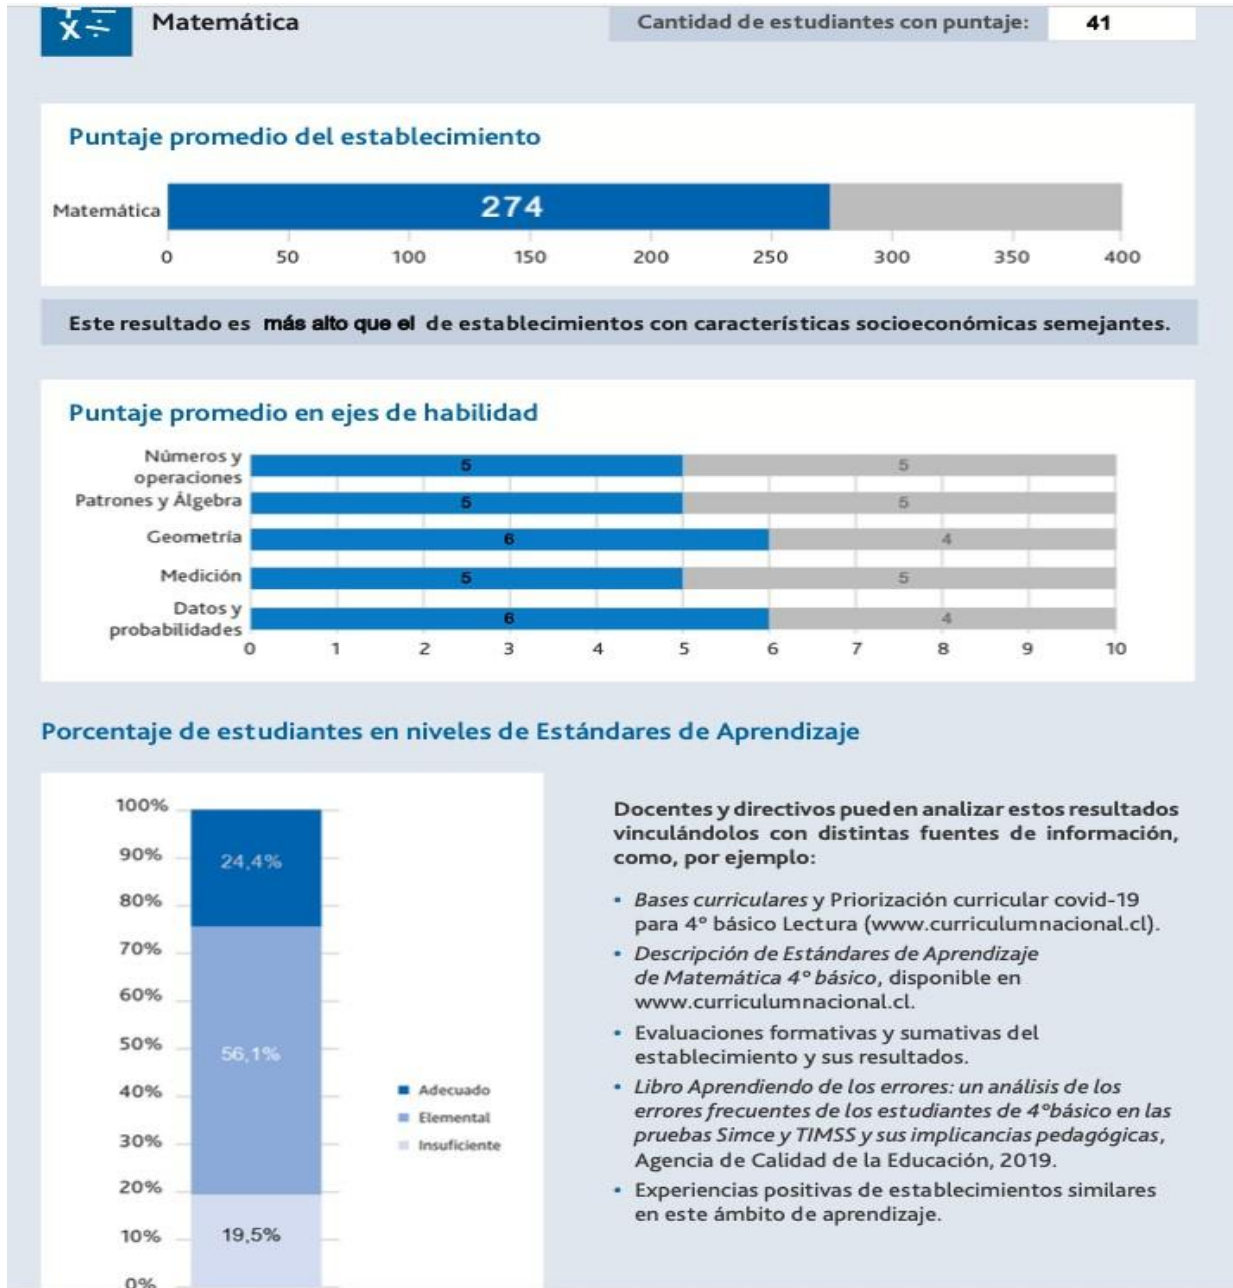 Matemática
Cantidad de estudiantes con puntaje: 41
Puntaje promedio del establecimiento
Matemática
274
0 50 100 150 200 250 300 350 400
Este resultado es más alto que el de establecimientos con características socioeconómicas semejantes.
Puntaje promedio en ejes de habilidad
Números y
operaciones
5 5
Patrones y Álgebra
5 5
Geometría
6 4
Medición
5 5
Datos y
probabilidades
6 4
0 1 2 3 4 5 6 7 8 9 10
Porcentaje de estudiantes en niveles de Estándares de Aprendizaje
100%
90%
80%
70%
60%
50%
40%
30%
20%
10%
0%
24,4%
56,1%
19,5%
Adecuado
Elemental
Insuficiente
Docentes y directivos pueden analizar estos resultados
vinculándolos con distintas fuentes de información,
como, por ejemplo:
• Bases curriculares y Priorización curricular covid-19
para 4º básico Lectura (www.curriculumnacional.cl).
• Descripción de Estándares de Aprendizaje
de Matemática 4º básico, disponible en
www.curriculumnacional.cl.
• Evaluaciones formativas y sumativas del
establecimiento y sus resultados.
• Libro Aprendiendo de los errores: un análisis de los
errores frecuentes de los estudiantes de 4ºbásico en las
pruebas Simce y TIMSS y sus implicancias pedagógicas,
Agencia de Calidad de la Educación, 2019.
• Experiencias positivas de establecimientos similares
en este ámbito de aprendizaje.